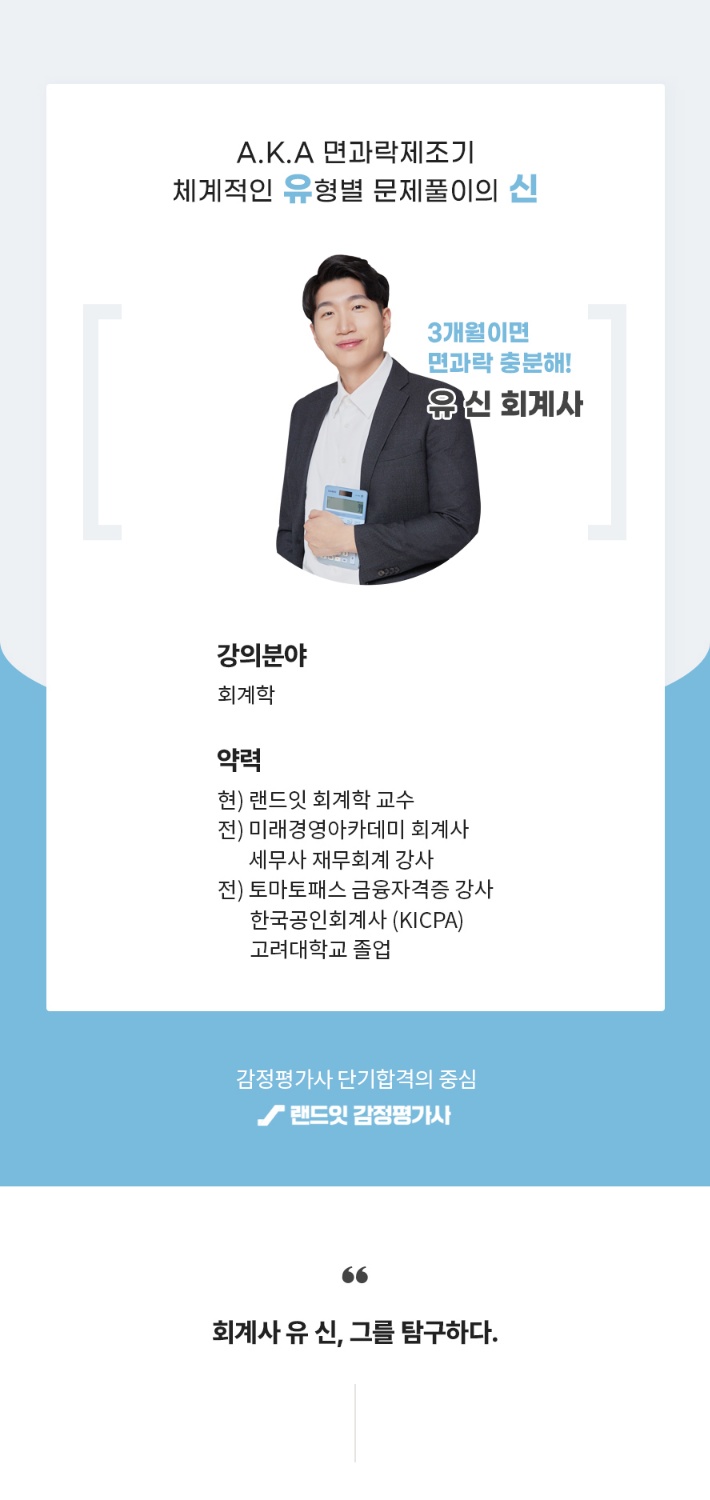 A.K.A 면과락제조기
체계적인 유형별 문제풀이의 신
3개월이면
면과락 충분해!
유 신 회계사
강의분야
회계학
약력
현) 랜드잇 회계학 교수
전) 미래경영아카데미 회계사
세무사 재무회계 강사
전) 토마토패스 금융자격증 강사
한국공인회계사 (KICPA)
고려대학교 졸업
감정평가사 단기합격의 중심
랜드잇 감정평가사
“
회계사 유 신, 그를 탐구하다.